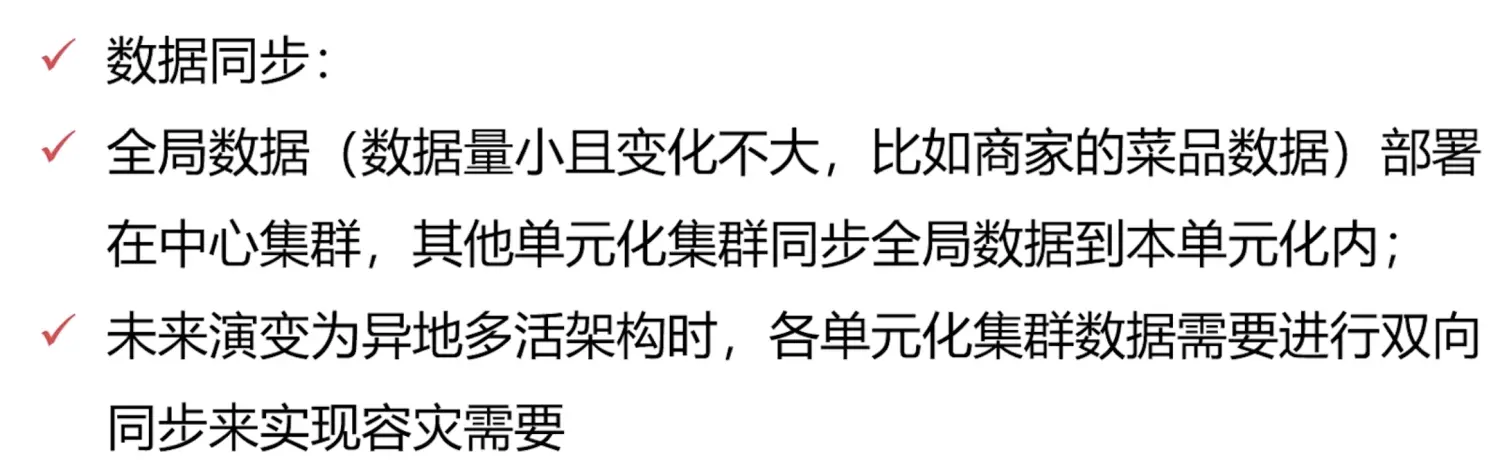 ✓ 数据同步：
✓ 全局数据（数据量小且变化不大，比如商家的菜品数据）部署
在中心集群，其他单元化集群同步全局数据到本单元化内；
✓ 未来演变为异地多活架构时，各单元化集群数据需要进行双向
同步来实现容灾需要